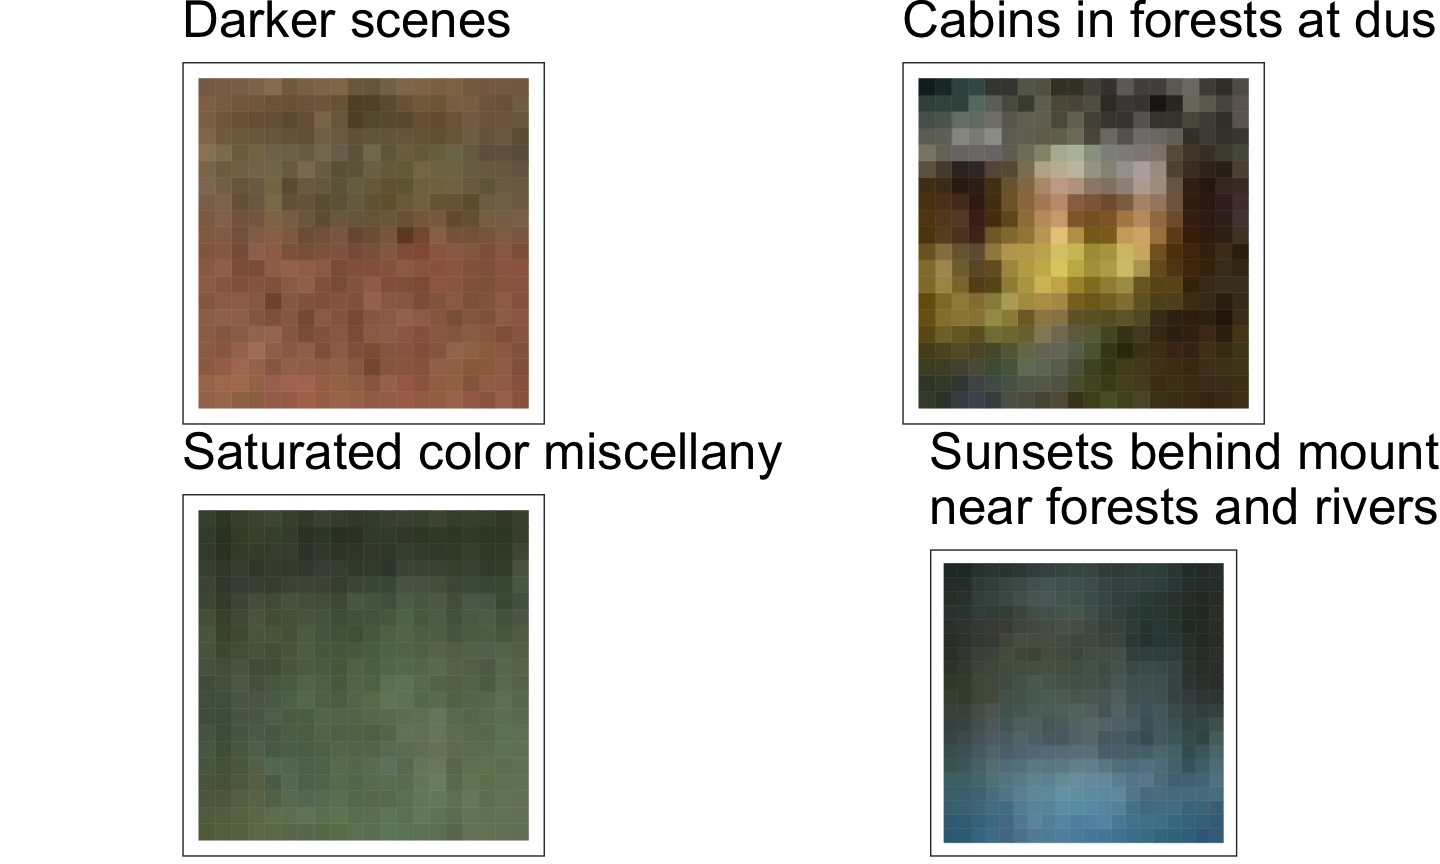 Darker scenes
Cabins in forests at dus
Saturated color miscellany
Sunsets behind mount
near forests and rivers